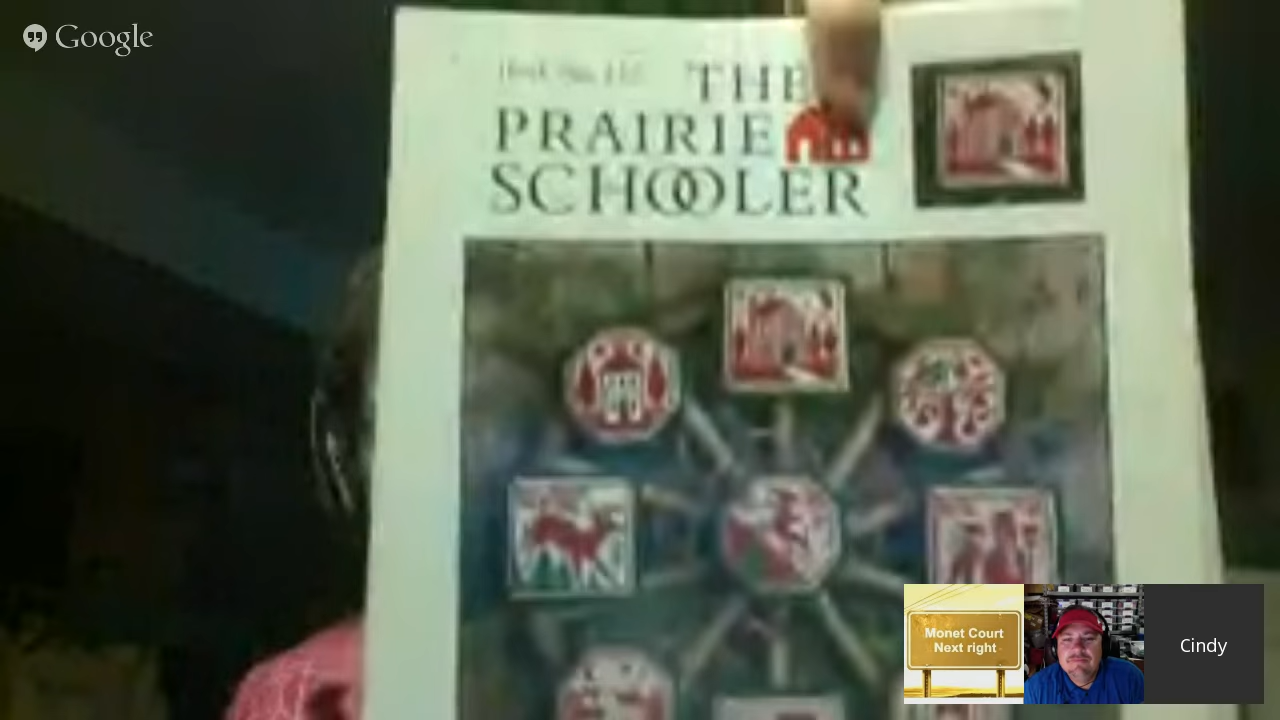 Google
THE
PRAIRIE
SCHOOLER
Monet Court
Next right
Cindy